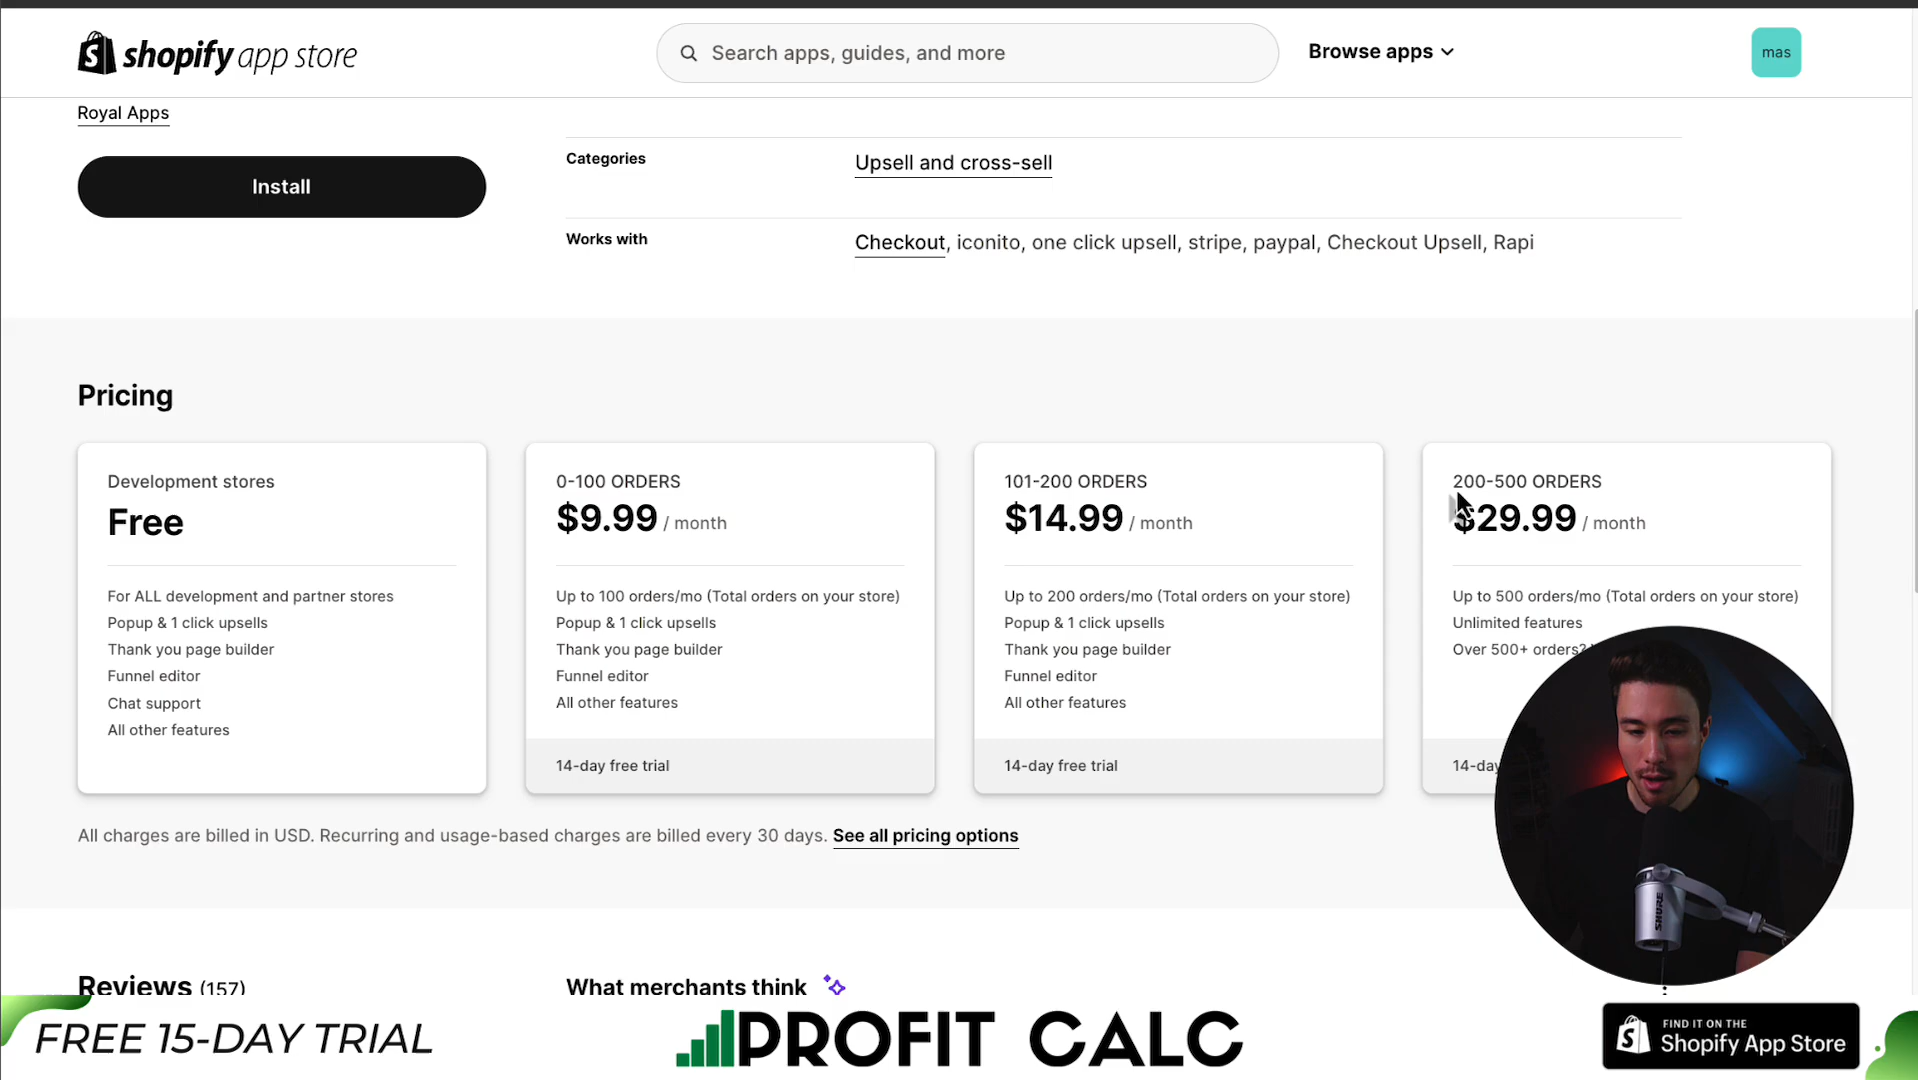 shopify app store
Search apps, guides, and more
Browse apps
mas
Royal Apps
Install
Categories
Upsell and cross-sell
Works with
Checkout, iconito, one click upsell, stripe, paypal, Checkout Upsell, Rapi
Pricing
Development stores
Free
For ALL development and partner stores
Popup & 1 click upsells
Thank you page builder
Funnel editor
Chat support
All other features
0-100 ORDERS
$9.99 / month
Up to 100 orders/mo (Total orders on your store)
Popup & 1 click upsells
Thank you page builder
Funnel editor
All other features
14-day free trial
101-200 ORDERS
$14.99 / month
Up to 200 orders/mo (Total orders on your store)
Popup & 1 click upsells
Thank you page builder
Funnel editor
All other features
14-day free trial
200-500 ORDERS
$29.99 / month
Up to 500 orders/mo (Total orders on your store)
Unlimited features
Over 500+ orders?
14-day
All charges are billed in USD. Recurring and usage-based charges are billed every 30 days. See all pricing options
Reviews (157)
What merchants think
SHURE
FREE 15-DAY TRIAL
PROFIT CALC
FIND IT ON THE
Shopify App Store